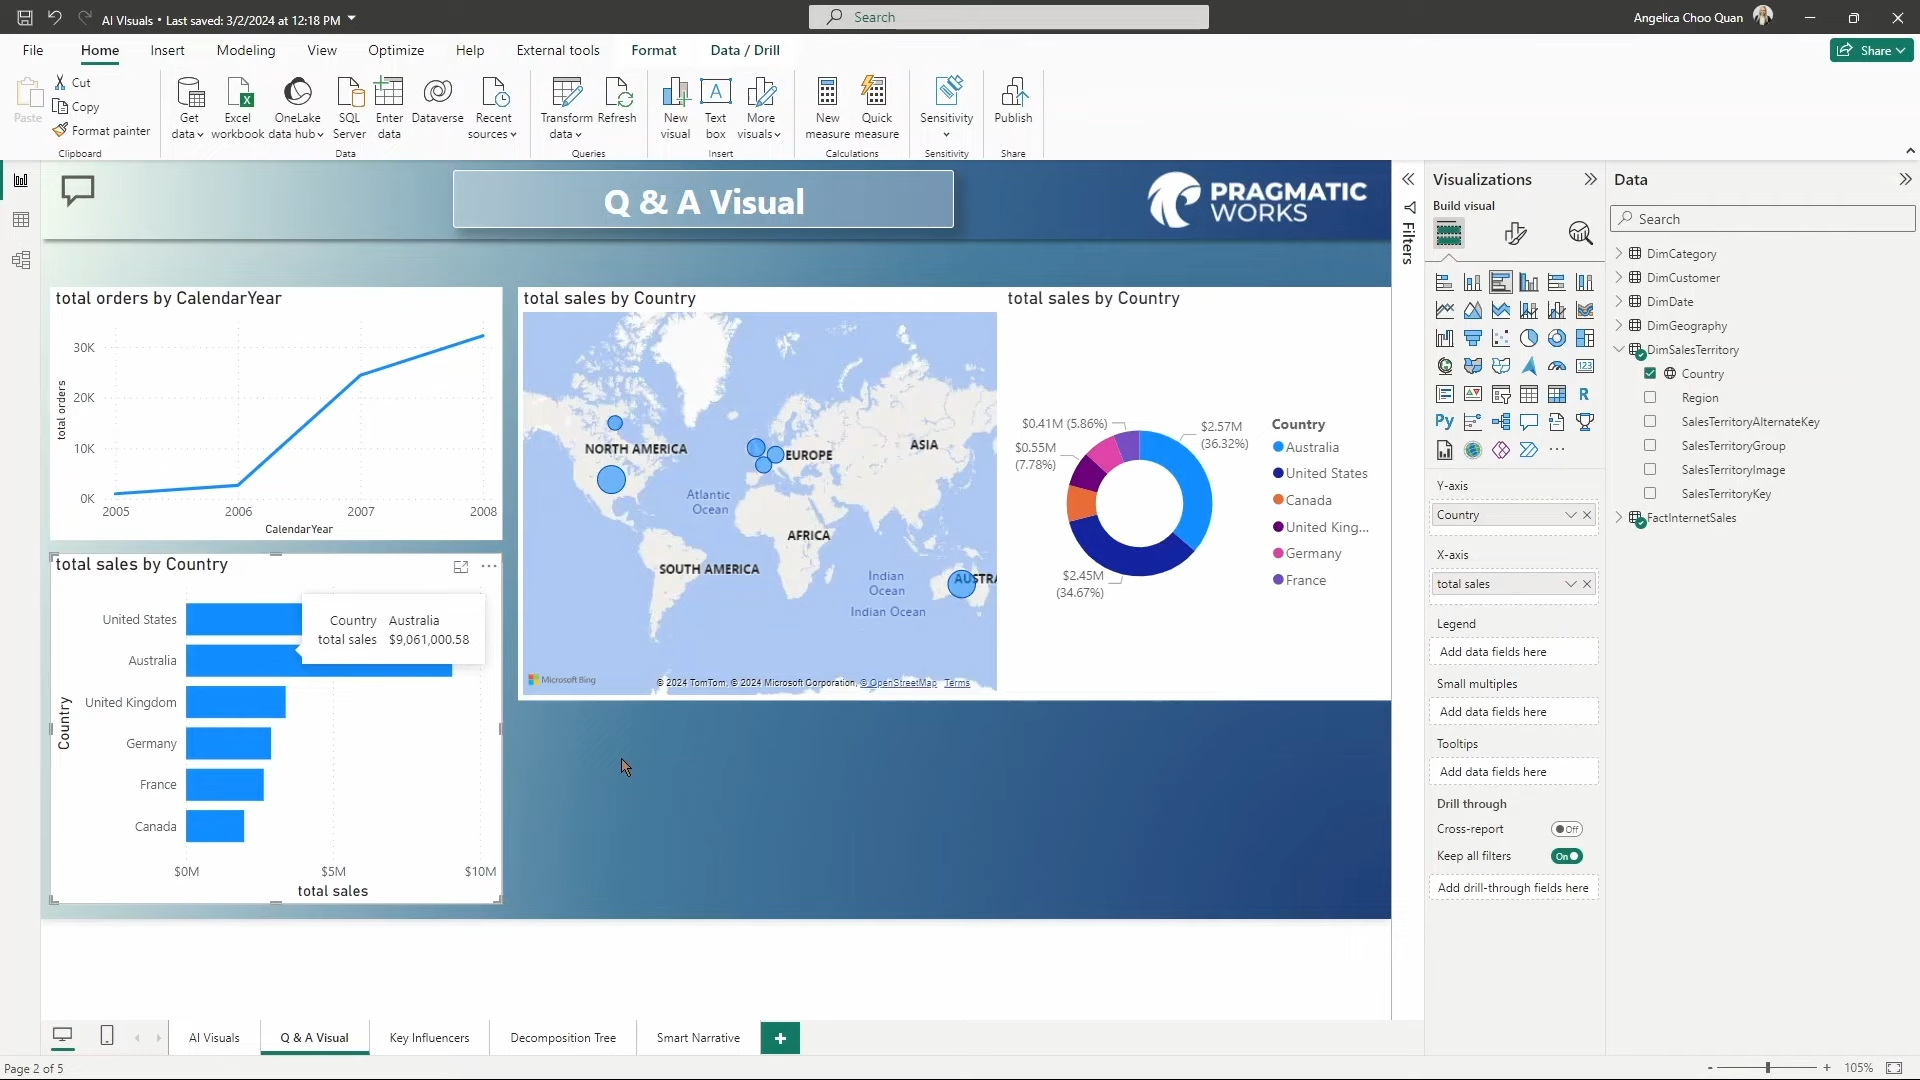 AI Visuals • Last saved: 3/2/2024 at 12:18 PM
Search
Angelica Choo Quan
File
Home
Insert
Modeling
View
Optimize
Help
External tools
Format
Data / Drill
Share
Paste
Cut
Copy
Format painter
Clipboard
Get
data
Excel
workbook
OneLake
data hub
SQL
Server
Enter
data
Dataverse
Recent
sources
Data
Transform
data
Refresh
Queries
New
visual
Text
box
More
visuals
Insert
New
measure
Quick
measure
Calculations
Sensitivity
Sensitivity
Publish
Share
Q & A Visual
PRAGMATIC
WORKS
total orders by CalendarYear
total orders
30K
20K
10K
0K
2005
2006
2007
2008
CalendarYear
total sales by Country
Country
United States
Australia
United Kingdom
Germany
France
Canada
$0M
$5M
$10M
total sales
Country Australia
total sales $9,061,000.58
total sales by Country
NORTH AMERICA
EUROPE
ASIA
Atlantic
Ocean
AFRICA
SOUTH AMERICA
Indian
Ocean
Indian Ocean
AUSTRA
Microsoft Bing
© 2024 TomTom, © 2024 Microsoft Corporation, © OpenStreetMap Terms
total sales by Country
$0.41M (5.86%)
$0.55M
(7.78%)
$2.57M
(36.32%)
$2.45M
(34.67%)
Country
Australia
United States
Canada
United King...
Germany
France
Filters
Visualizations
Build visual
123
R
Py
Y-axis
Country
X-axis
total sales
Legend
Add data fields here
Small multiples
Add data fields here
Tooltips
Add data fields here
Drill through
Cross-report
Off
Keep all filters
On
Add drill-through fields here
Data
Search
DimCategory
DimCustomer
DimDate
DimGeography
DimSalesTerritory
Country
Region
SalesTerritoryAlternateKey
SalesTerritoryGroup
SalesTerritoryImage
SalesTerritoryKey
FactInternetSales
AI Visuals
Q & A Visual
Key Influencers
Decomposition Tree
Smart Narrative
Page 2 of 5
105%